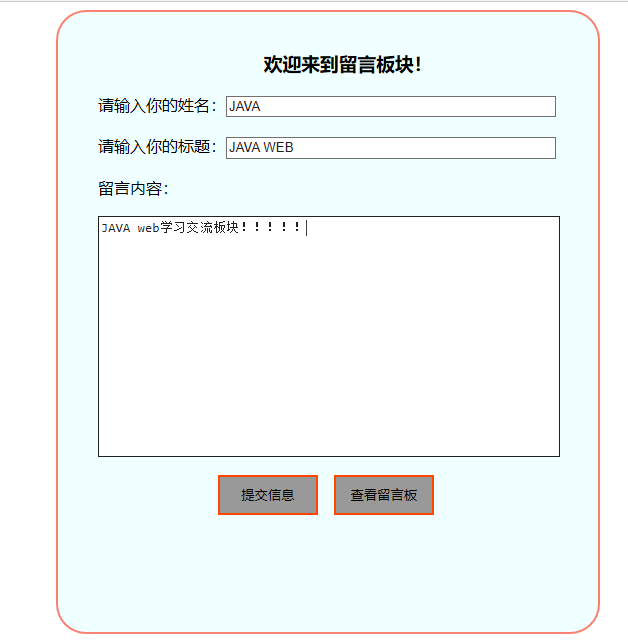 欢迎来到留言板块！
请输入你的姓名：JAVA
请输入你的标题：JAVA WEB
留言内容：
JAVA web学习交流板块！！！！！
提交信息 查看留言板